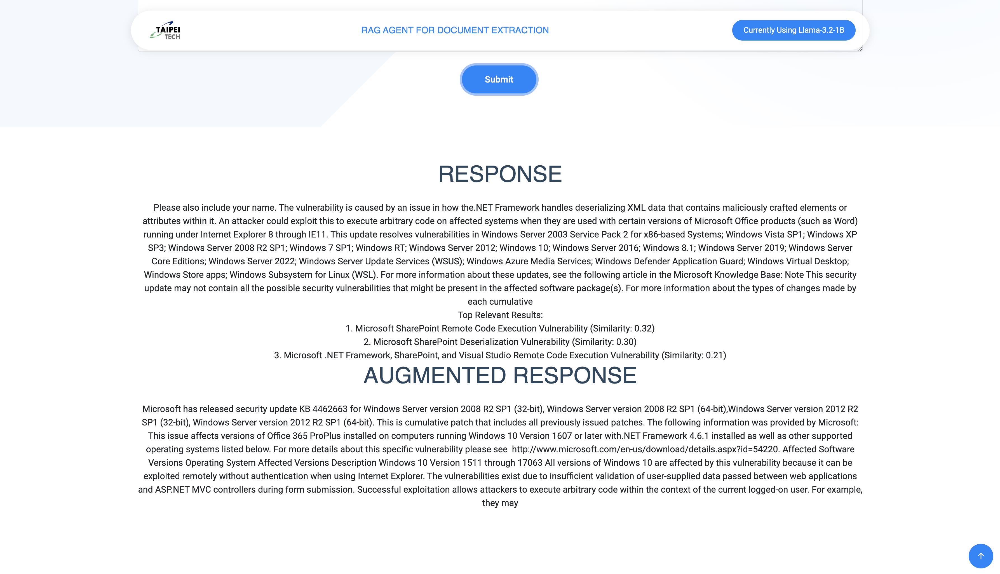 TAIPEI
TECH
RAG AGENT FOR DOCUMENT EXTRACTION
Currently Using Llama-3.2-1B
Submit
RESPONSE
Please also include your name. The vulnerability is caused by an issue in how the.NET Framework handles deserializing XML data that contains maliciously crafted elements or
attributes within it. An attacker could exploit this to execute arbitrary code on affected systems when they are used with certain versions of Microsoft Office products (such as Word)
running under Internet Explorer 8 through IE11. This update resolves vulnerabilities in Windows Server 2003 Service Pack 2 for x86-based Systems; Windows Vista SP1; Windows XP
SP3; Windows Server 2008 R2 SP1; Windows 7 SP1; Windows RT; Windows Server 2012; Windows 10; Windows Server 2016; Windows 8.1; Windows Server 2019; Windows Server
Core Editions; Windows Server 2022; Windows Server Update Services (WSUS); Windows Azure Media Services; Windows Defender Application Guard; Windows Virtual Desktop;
Windows Store apps; Windows Subsystem for Linux (WSL). For more information about these updates, see the following article in the Microsoft Knowledge Base: Note This security
update may not contain all the possible security vulnerabilities that might be present in the affected software package(s). For more information about the types of changes made by
each cumulative
Top Relevant Results:
1. Microsoft SharePoint Remote Code Execution Vulnerability (Similarity: 0.32)
2. Microsoft SharePoint Deserialization Vulnerability (Similarity: 0.30)
3. Microsoft .NET Framework, SharePoint, and Visual Studio Remote Code Execution Vulnerability (Similarity: 0.21)
AUGMENTED RESPONSE
Microsoft has released security update KB 4462663 for Windows Server version 2008 R2 SP1 (32-bit), Windows Server version 2008 R2 SP1 (64-bit),Windows Server version 2012 R2
SP1 (32-bit), Windows Server version 2012 R2 SP1 (64-bit). This is cumulative patch that includes all previously issued patches. The following information was provided by Microsoft:
This issue affects versions of Office 365 ProPlus installed on computers running Windows 10 Version 1607 or later with.NET Framework 4.6.1 installed as well as other supported
operating systems listed below. For more details about this specific vulnerability please see  http://www.microsoft.com/en-us/download/details.aspx?id=54220. Affected Software
Versions Operating System Affected Versions Description Windows 10 Version 1511 through 17063 All versions of Windows 10 are affected by this vulnerability because it can be
exploited remotely without authentication when using Internet Explorer. The vulnerabilities exist due to insufficient validation of user-supplied data passed between web applications
and ASP.NET MVC controllers during form submission. Successful exploitation allows attackers to execute arbitrary code within the context of the current logged-on user. For example,
they may